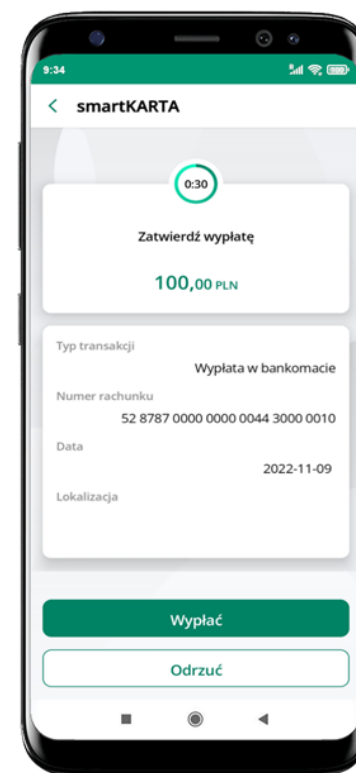 9:34
smartKARTA
0:30
Zatwierdź wypłatę
100,00 PLN
Typ transakcji
Wypłata w bankomacie
Numer rachunku
52 8787 0000 0000 0044 3000 0010
Data
2022-11-09
Lokalizacja
Wypłać
Odrzuć